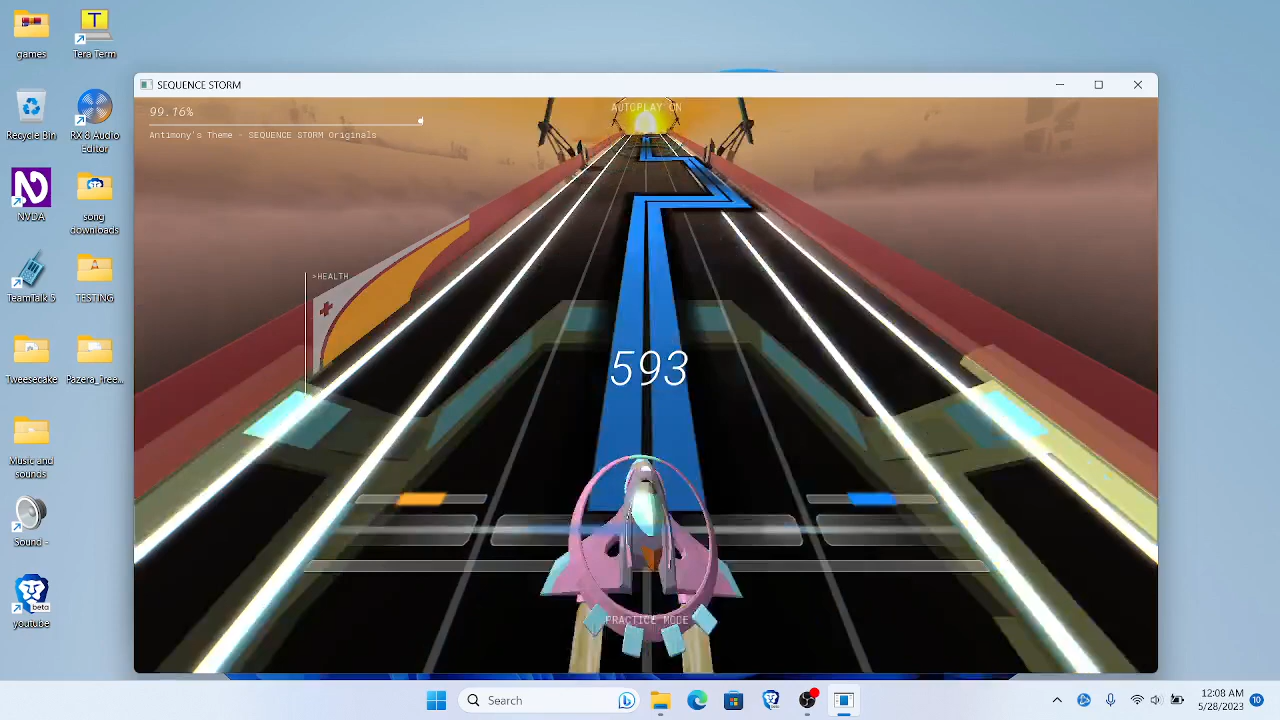 games
T
Tera Term
Recycle Bin
RX 8 Audio
Editor
NVDA
song
downloads
TeamTalk 5
TESTING
Tweesecake
Pazera_Free...
Music and
sounds
Sound -
beta
youtube
SEQUENCE STORM
99.16%
AUTOPLAY ON
Antimony's Theme - SEQUENCE STORM Originals
>HEALTH
593
PRACTICE MODE
Search
12:08 AM
5/28/2023
10